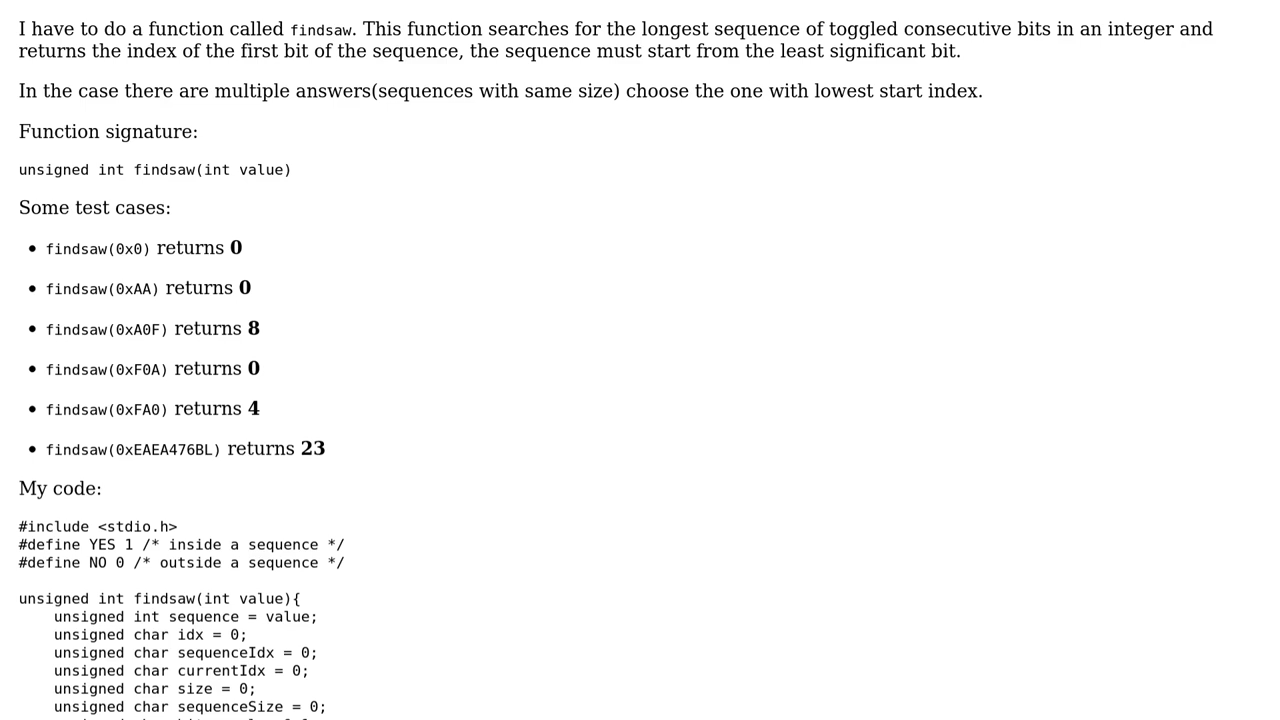 I have to do a function called findsaw. This function searches for the longest sequence of toggled consecutive bits in an integer and
returns the index of the first bit of the sequence, the sequence must start from the least significant bit.
In the case there are multiple answers(sequences with same size) choose the one with lowest start index.
Function signature:
unsigned int findsaw(int value)
Some test cases:
• findsaw(0x0) returns 0
• findsaw(0xAA) returns 0
• findsaw(0xA0F) returns 8
• findsaw(0xF0A) returns 0
• findsaw(0xFA0) returns 4
• findsaw(0xEAEA476BL) returns 23
My code:
#include <stdio.h>
#define YES 1 /* inside a sequence */
#define NO 0 /* outside a sequence */
unsigned int findsaw(int value){
    unsigned int sequence = value;
    unsigned char idx = 0;
    unsigned char sequenceIdx = 0;
    unsigned char currentIdx = 0;
    unsigned char size = 0;
    unsigned char sequenceSize = 0;